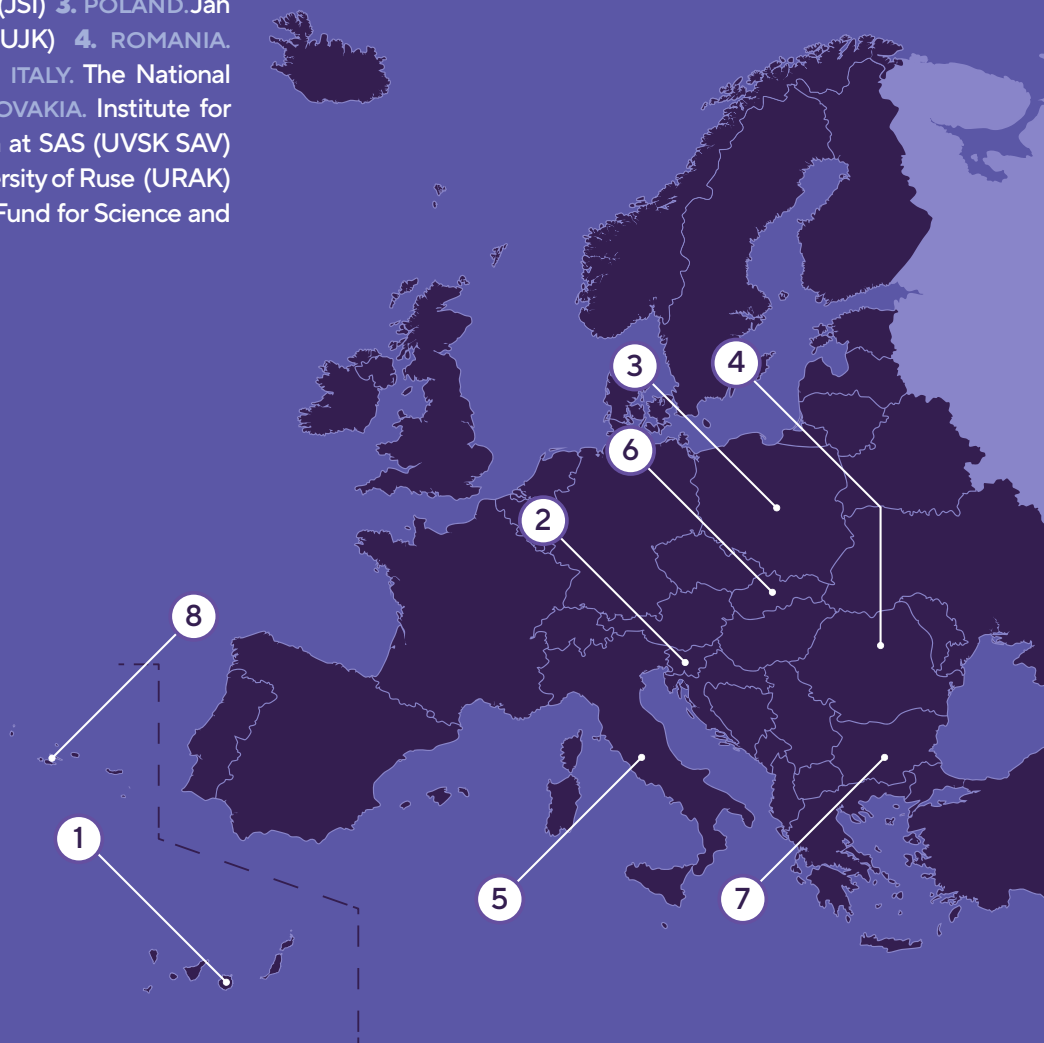 (JSI) 3. POLAND.Jan
UJK) 4. ROMANIA.
ITALY. The National
OVAKIA. Institute for
at SAS (UVSK SAV)
ersity of Ruse (URAK)
Fund for Science and
3
4
6
2
8
1
5
7